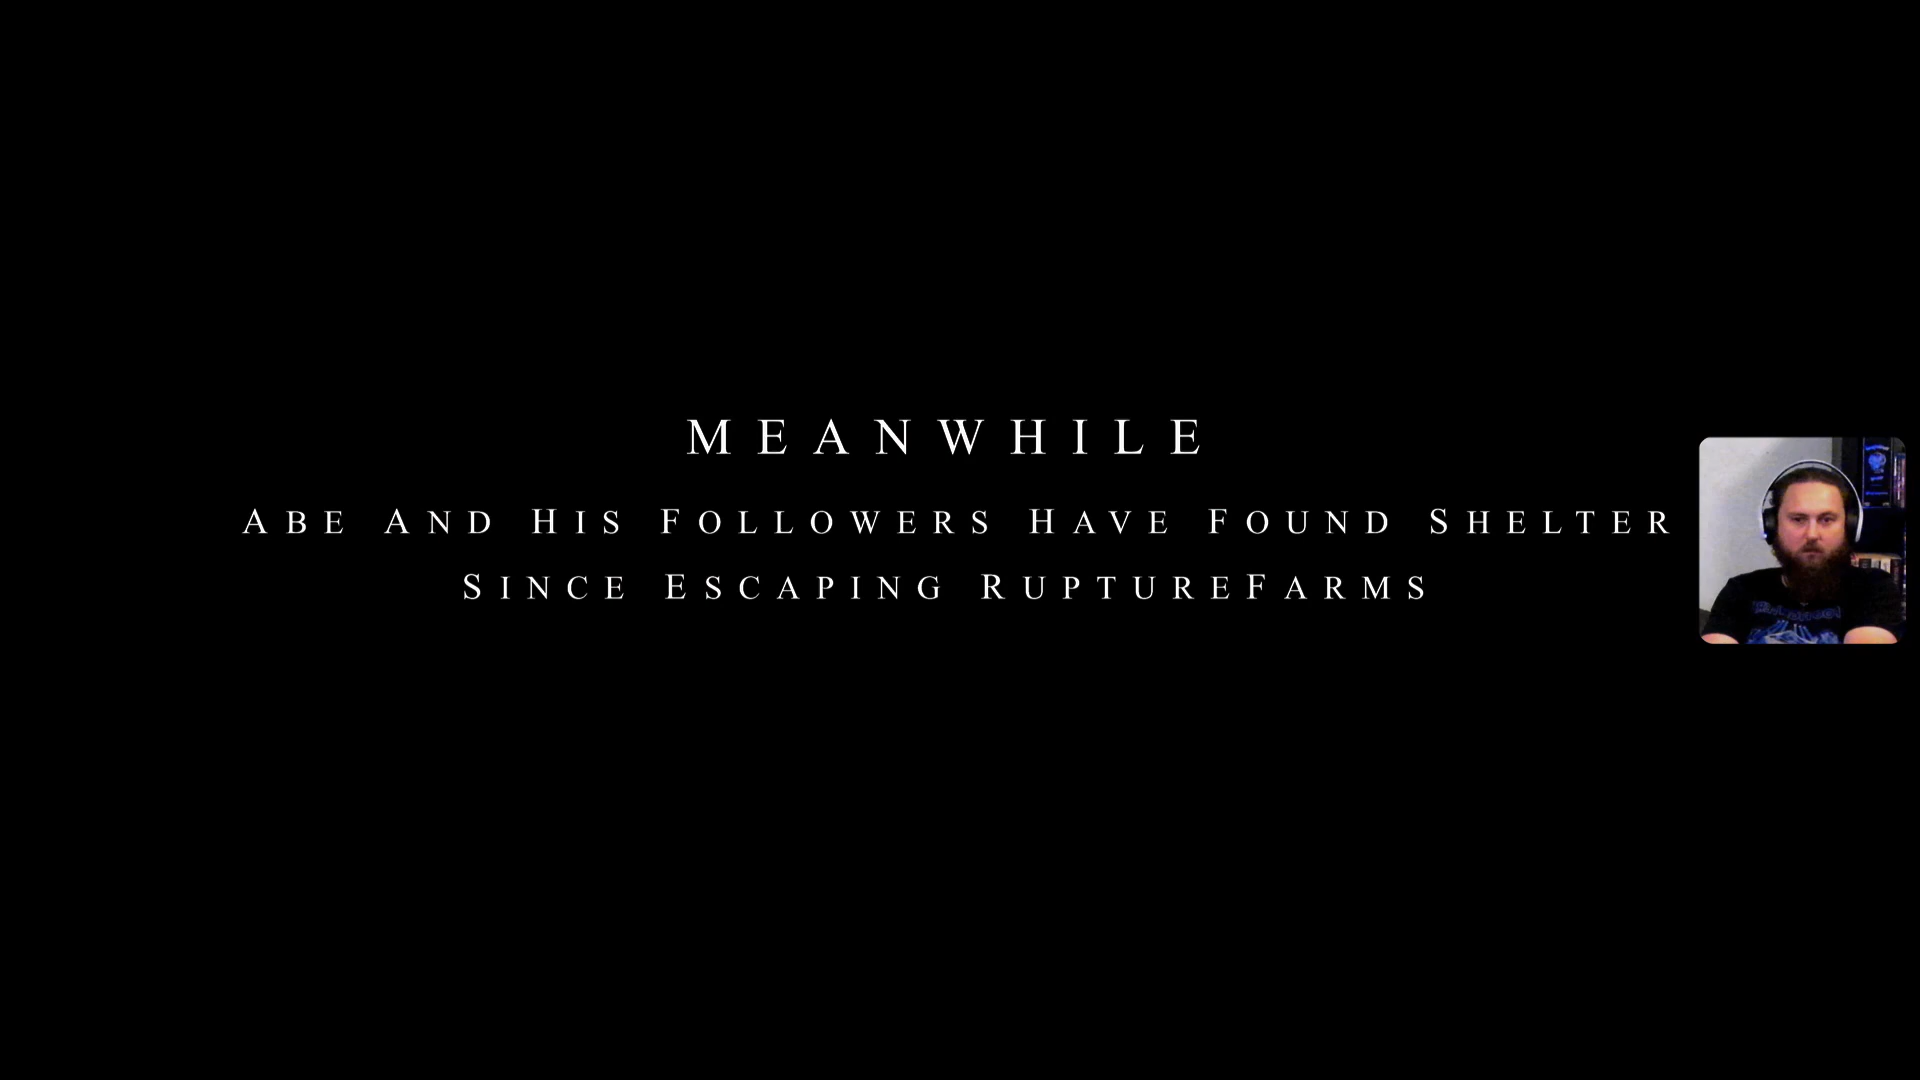 MEANWHILE
ABE AND HIS FOLLOWERS HAVE FOUND SHELTER
SINCE ESCAPING RUPTUREFARMS